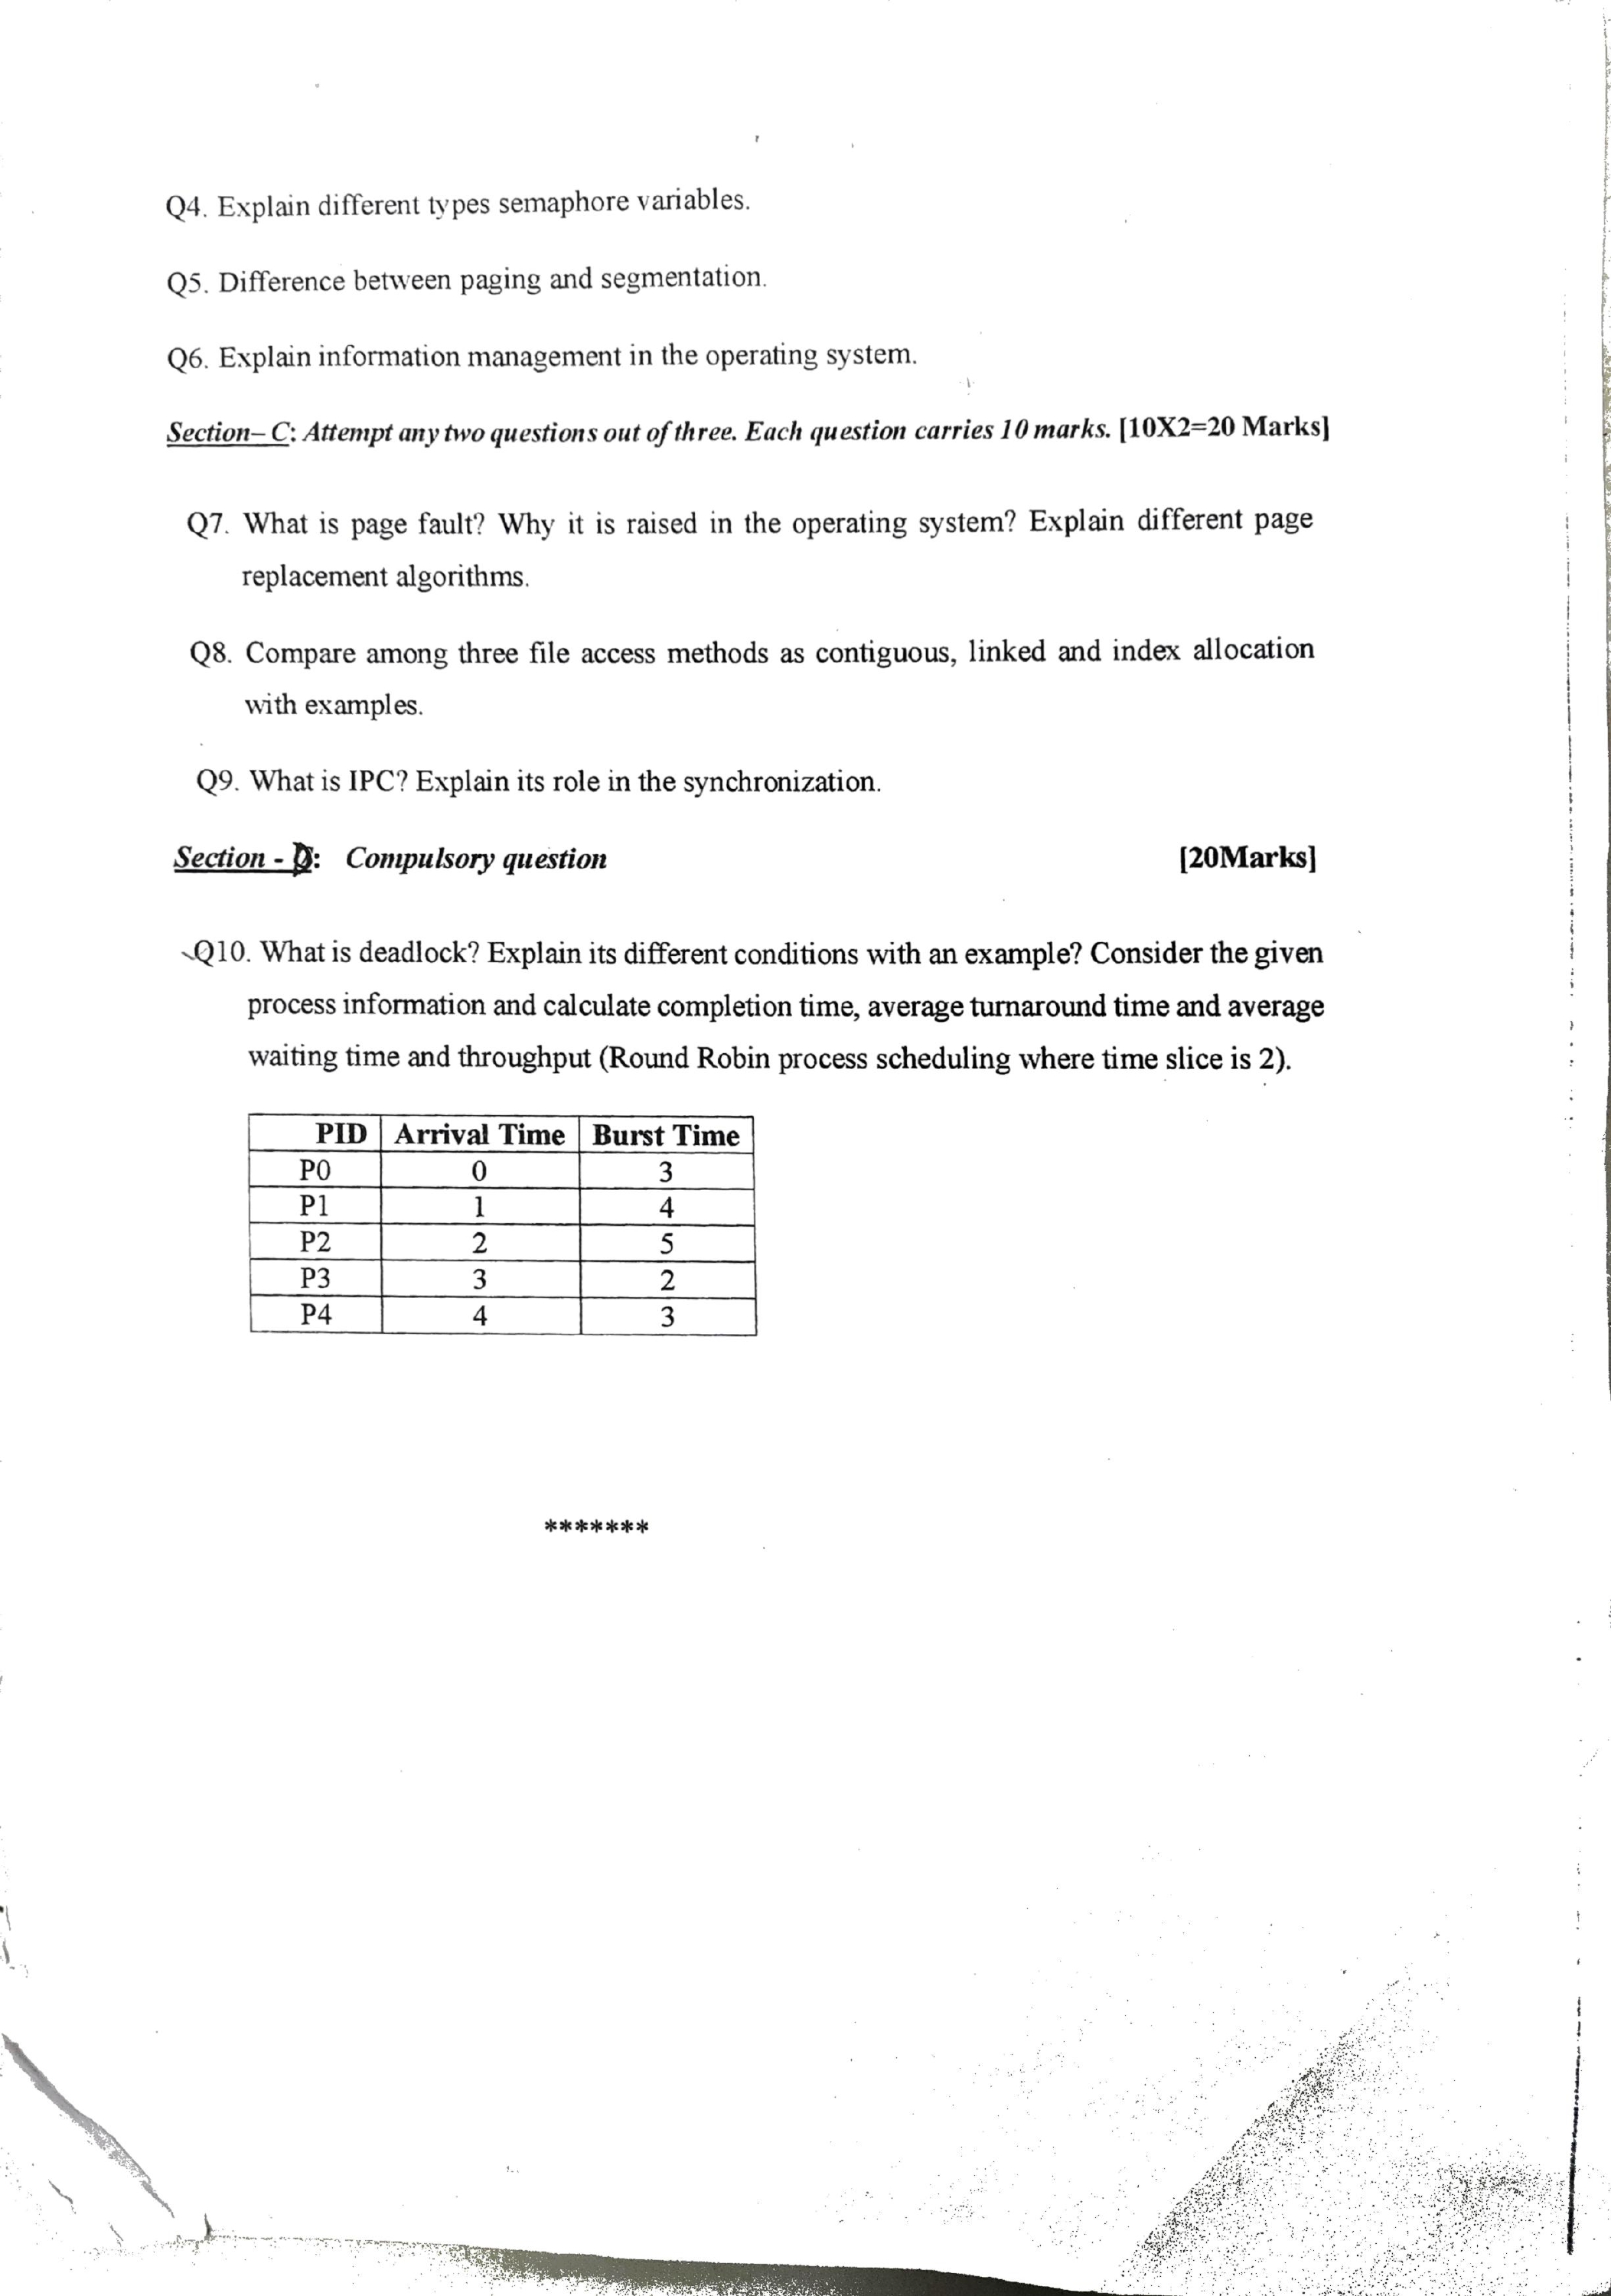 Q4. Explain different types semaphore variables.
Q5. Difference between paging and segmentation.
Q6. Explain information management in the operating system.
Section– C: Attempt any two questions out of three. Each question carries 10 marks. [10X2=20 Marks]
Q7. What is page fault? Why it is raised in the operating system? Explain different page
replacement algorithms.
Q8. Compare among three file access methods as contiguous, linked and index allocation
with examples.
Q9. What is IPC? Explain its role in the synchronization.
Section - D: Compulsory question [20Marks]
Q10. What is deadlock? Explain its different conditions with an example? Consider the given
process information and calculate completion time, average turnaround time and average
waiting time and throughput (Round Robin process scheduling where time slice is 2).
PID Arrival Time Burst Time
P0 0 3
P1 1 4
P2 2 5
P3 3 2
P4 4 3
*******